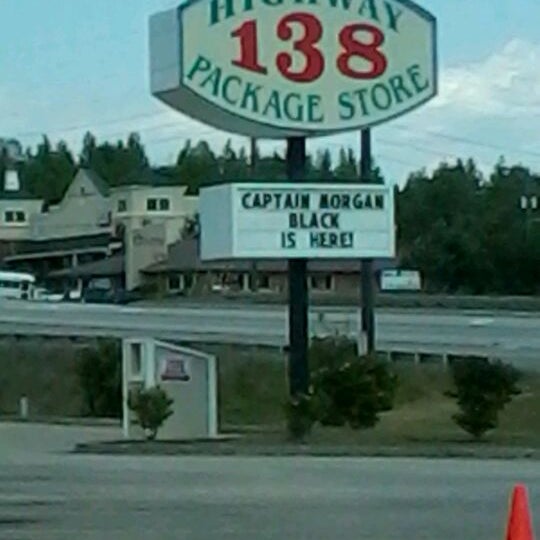 HIGHWAY
138
PACKAGE STORE
CAPTAIN MORGAN
BLACK
IS HERE!